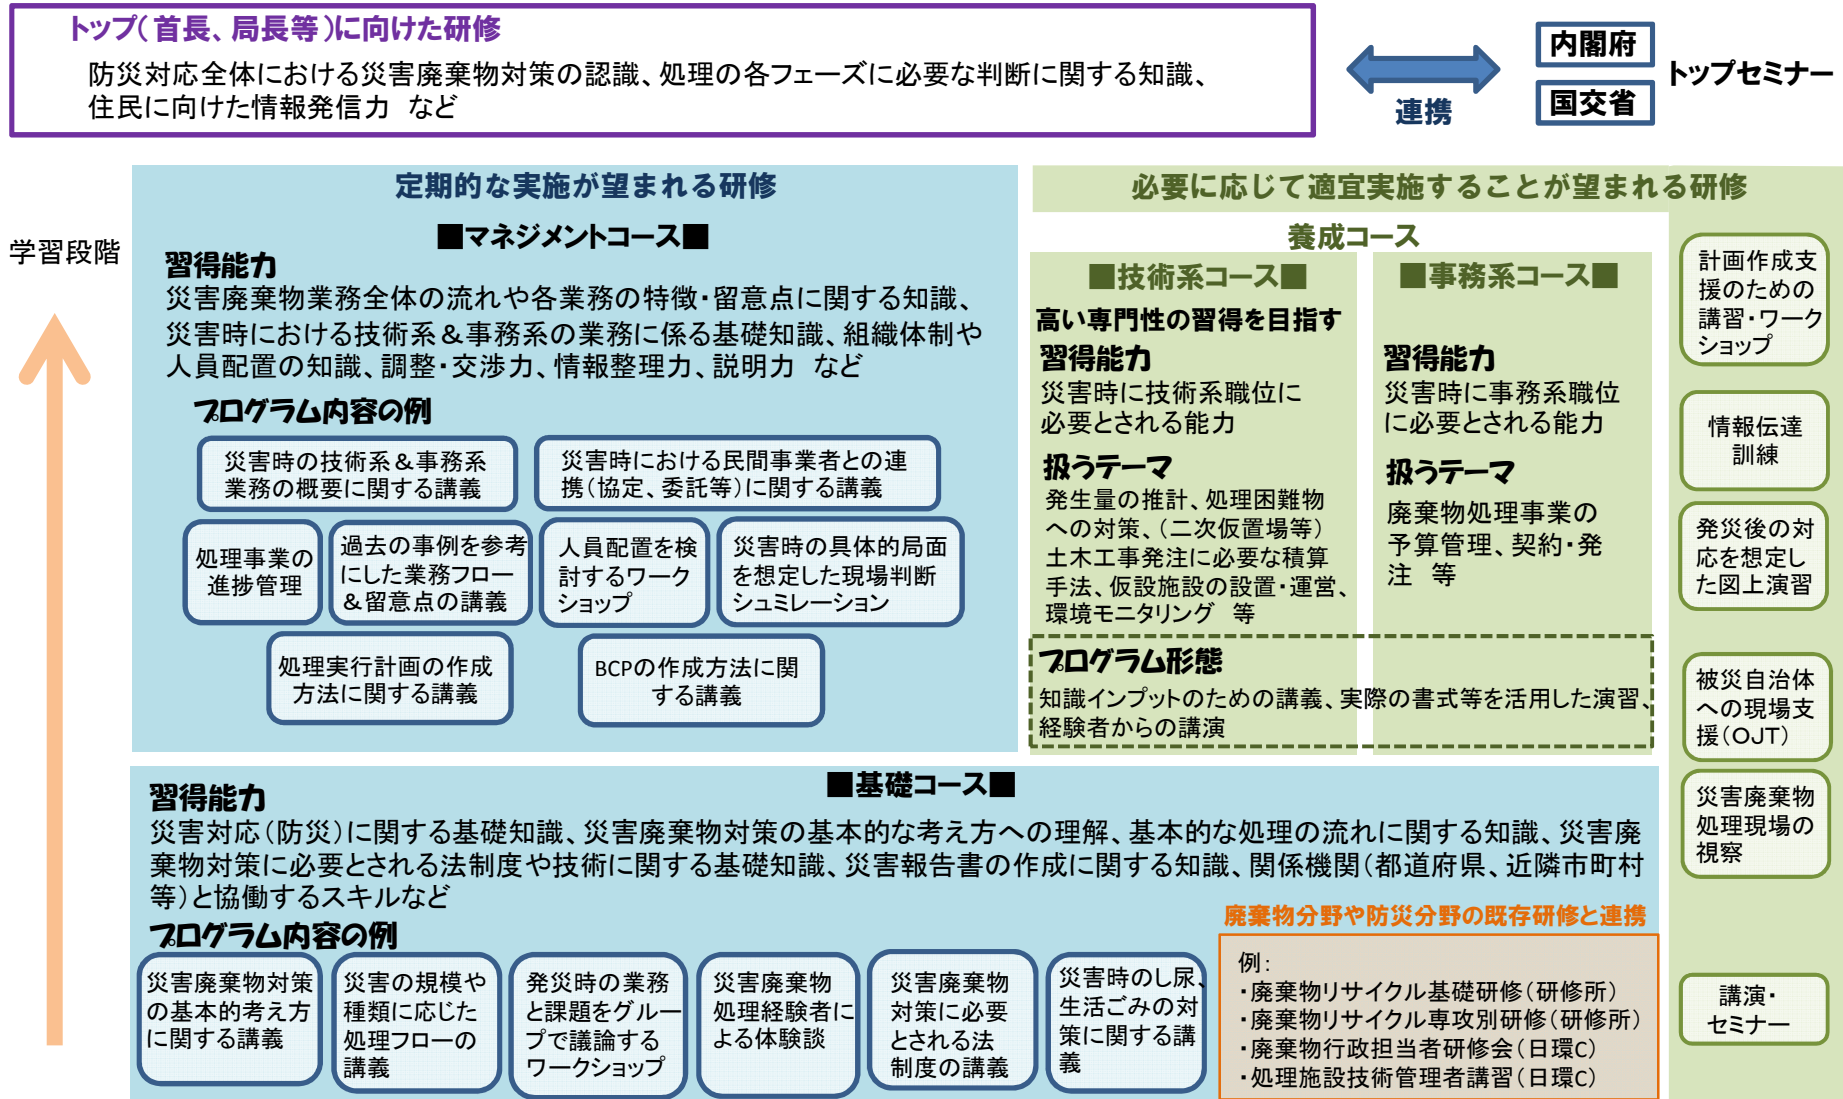 トップ(首長、局長等)に向けた研修
防災対応全体における災害廃棄物対策の認識、処理の各フェーズに必要な判断に関する知識、
住民に向けた情報発信力　など
連携
内閣府
国交省
トップセミナー
学習段階
定期的な実施が望まれる研修
■マネジメントコース■
習得能力
災害廃棄物業務全体の流れや各業務の特徴・留意点に関する知識、
災害時における技術系&事務系の業務に係る基礎知識、組織体制や
人員配置の知識、調整・交渉力、情報整理力、説明力　など
プログラム内容の例
災害時の技術系&事務系
業務の概要に関する講義
災害時における民間事業者との連
携(協定、委託等)に関する講義
処理事業の
進捗管理
過去の事例を参考
にした業務フロー
&留意点の講義
人員配置を検
討するワーク
ショップ
災害時の具体的局面
を想定した現場判断
シュミレーション
処理実行計画の作成
方法に関する講義
BCPの作成方法に関
する講義
必要に応じて適宜実施することが望まれる研修
養成コース
■技術系コース■
高い専門性の習得を目指す
習得能力
災害時に技術系職位に
必要とされる能力
扱うテーマ
発生量の推計、処理困難物
への対策、(二次仮置場等)
土木工事発注に必要な積算
手法、仮設施設の設置・運営、
環境モニタリング　等
■事務系コース■
習得能力
災害時に事務系職位
に必要とされる能力
扱うテーマ
廃棄物処理事業の
予算管理、契約・発
注　等
プログラム形態
知識インプットのための講義、実際の書式等を活用した演習、
経験者からの講演
計画作成支
援のための
講習・ワーク
ショップ
情報伝達
訓練
発災後の対
応を想定し
た図上演習
被災自治体
への現場支
援(OJT)
災害廃棄物
処理現場の
視察
講演・
セミナー
■基礎コース■
習得能力
災害対応(防災)に関する基礎知識、災害廃棄物対策の基本的な考え方への理解、基本的な処理の流れに関する知識、災害廃
棄物対策に必要とされる法制度や技術に関する基礎知識、災害報告書の作成に関する知識、関係機関(都道府県、近隣市町村
等)と協働するスキルなど
プログラム内容の例
災害廃棄物対策
の基本的考え方
に関する講義
災害の規模や
種類に応じた
処理フローの
講義
発災時の業務
と課題をグルー
プで議論する
ワークショップ
災害廃棄物
処理経験者に
よる体験談
災害廃棄物
対策に必要
とされる法
制度の講義
災害時のし尿、
生活ごみの対
策に関する講
義
廃棄物分野や防災分野の既存研修と連携
例:
・廃棄物リサイクル基礎研修(研修所)
・廃棄物リサイクル専攻別研修(研修所)
・廃棄物行政担当者研修会(日環C)
・処理施設技術管理者講習(日環C)